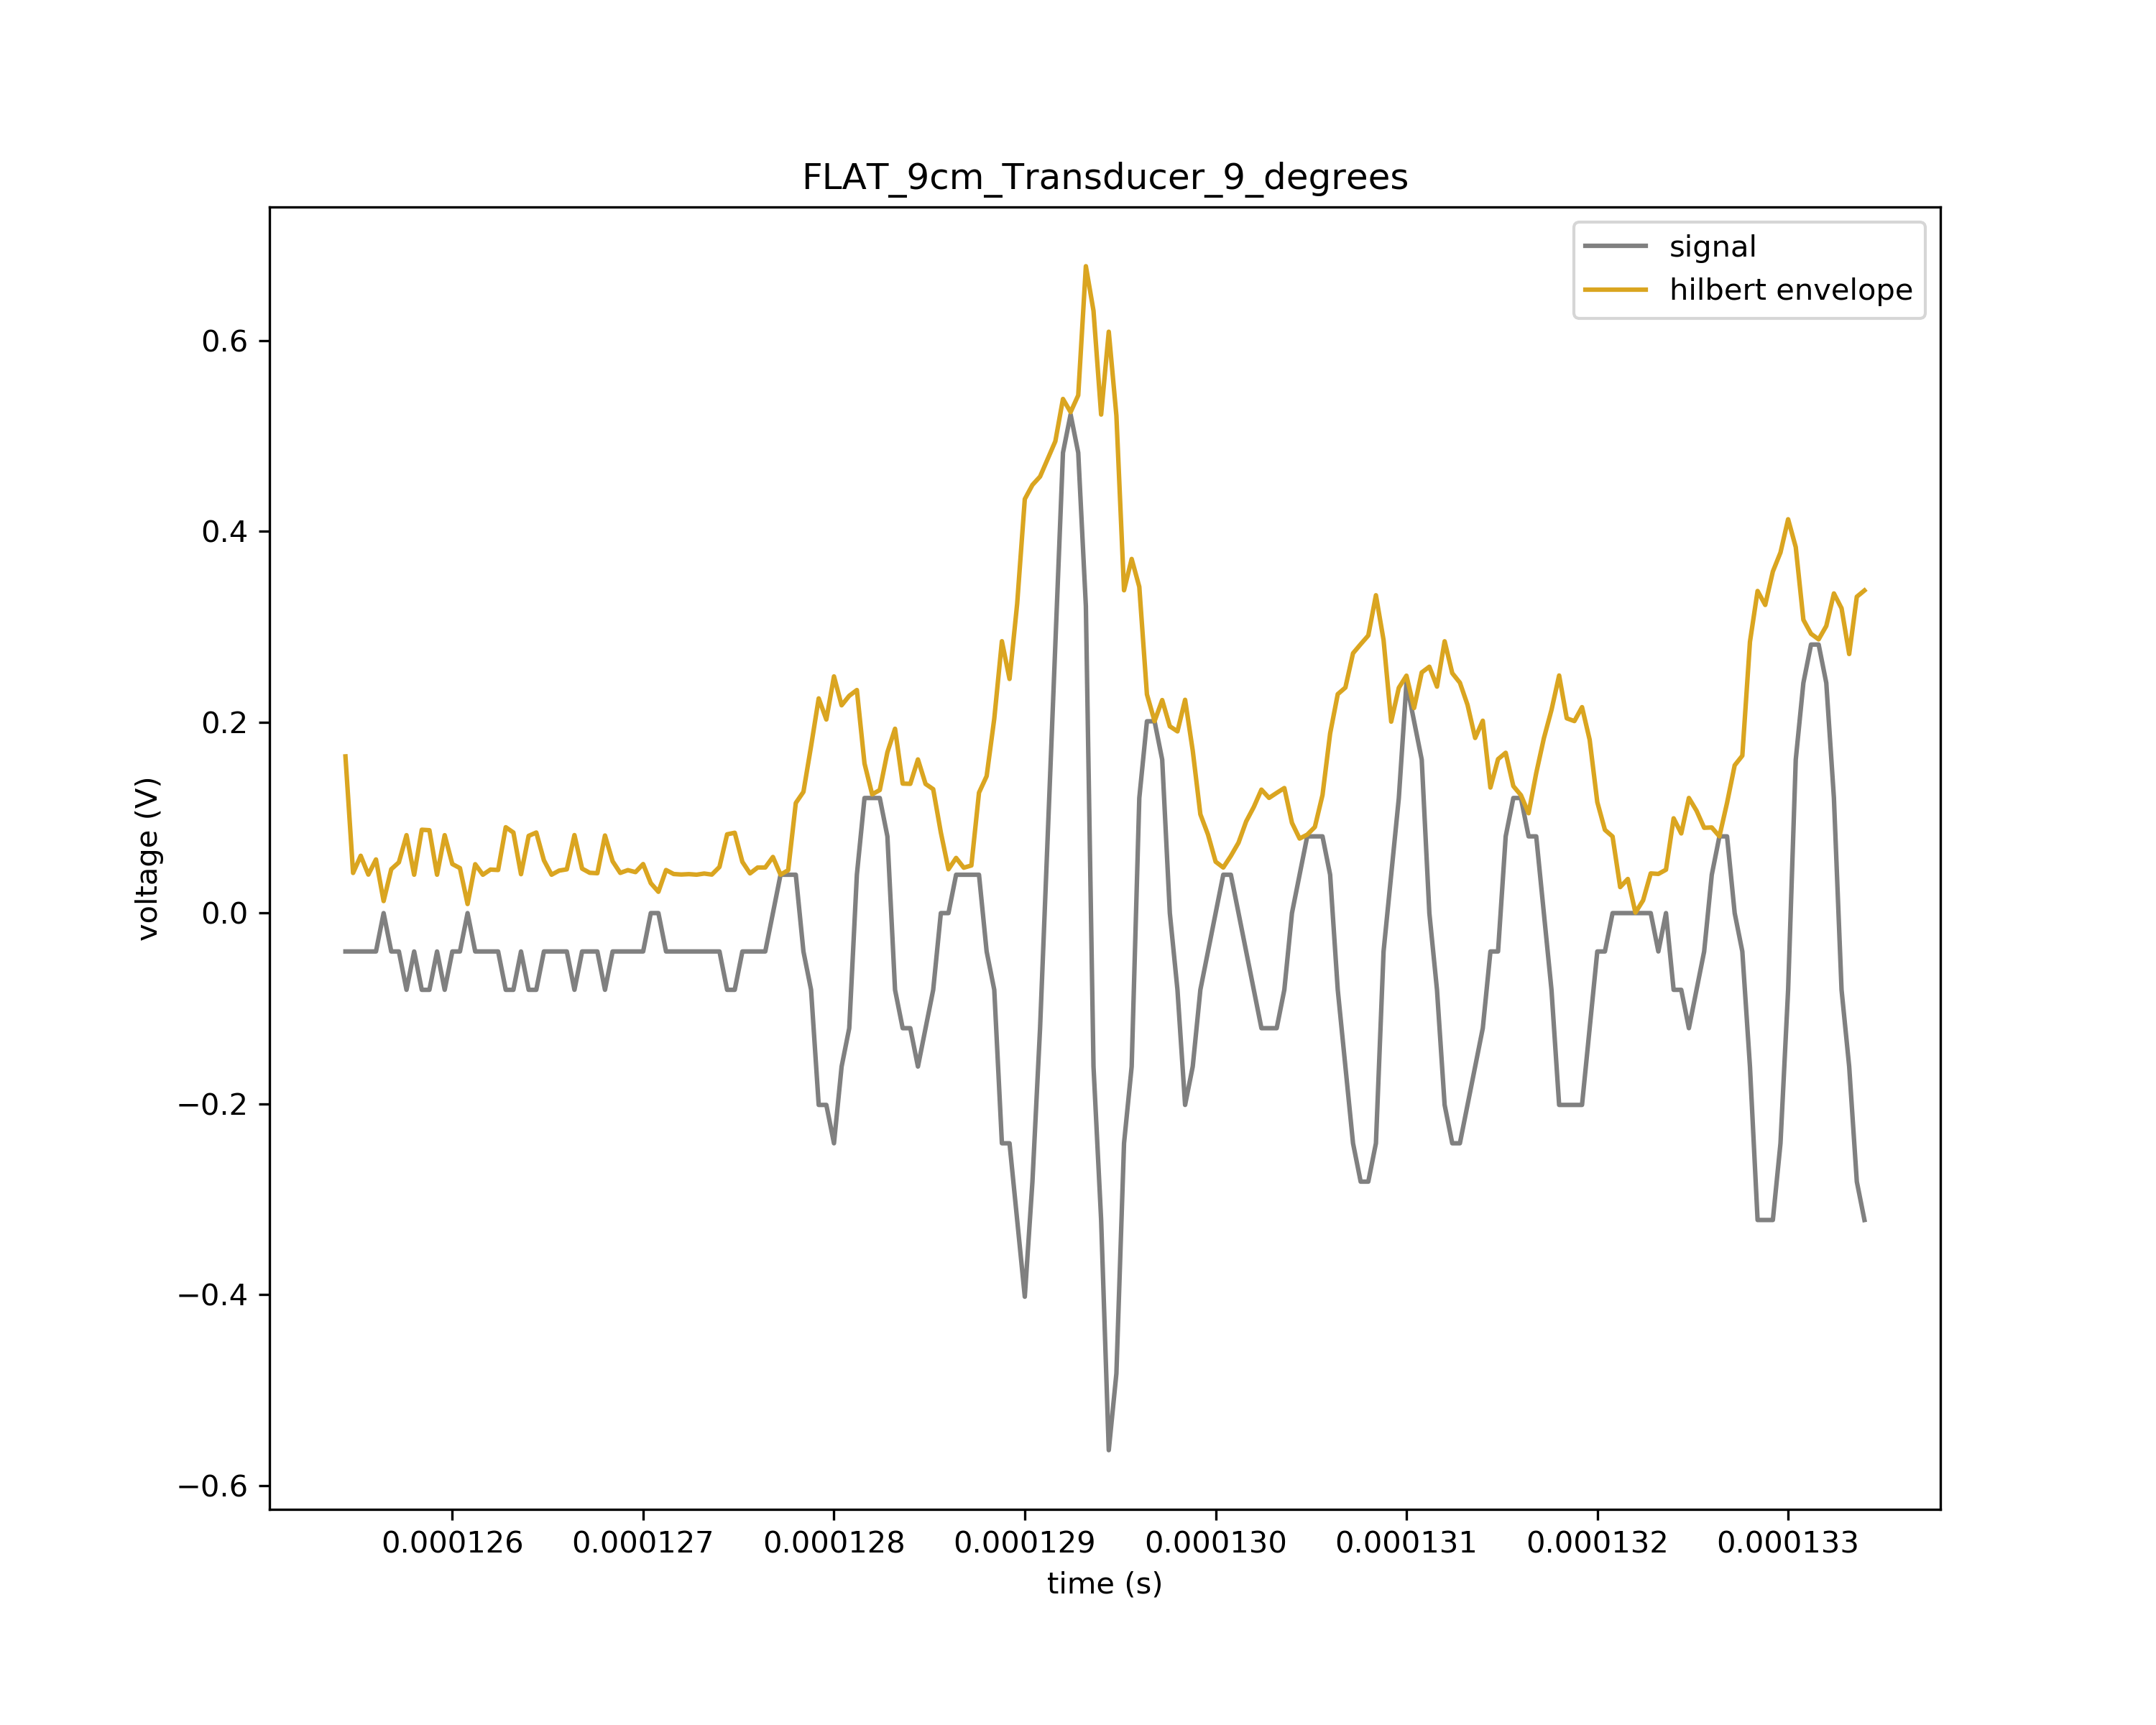 FLAT_9cm_Transducer_9_degrees
signal
hilbert envelope
voltage (V)
0.6
0.4
0.2
0.0
−0.2
−0.4
−0.6
0.000126 0.000127 0.000128 0.000129 0.000130 0.000131 0.000132 0.000133
time (s)